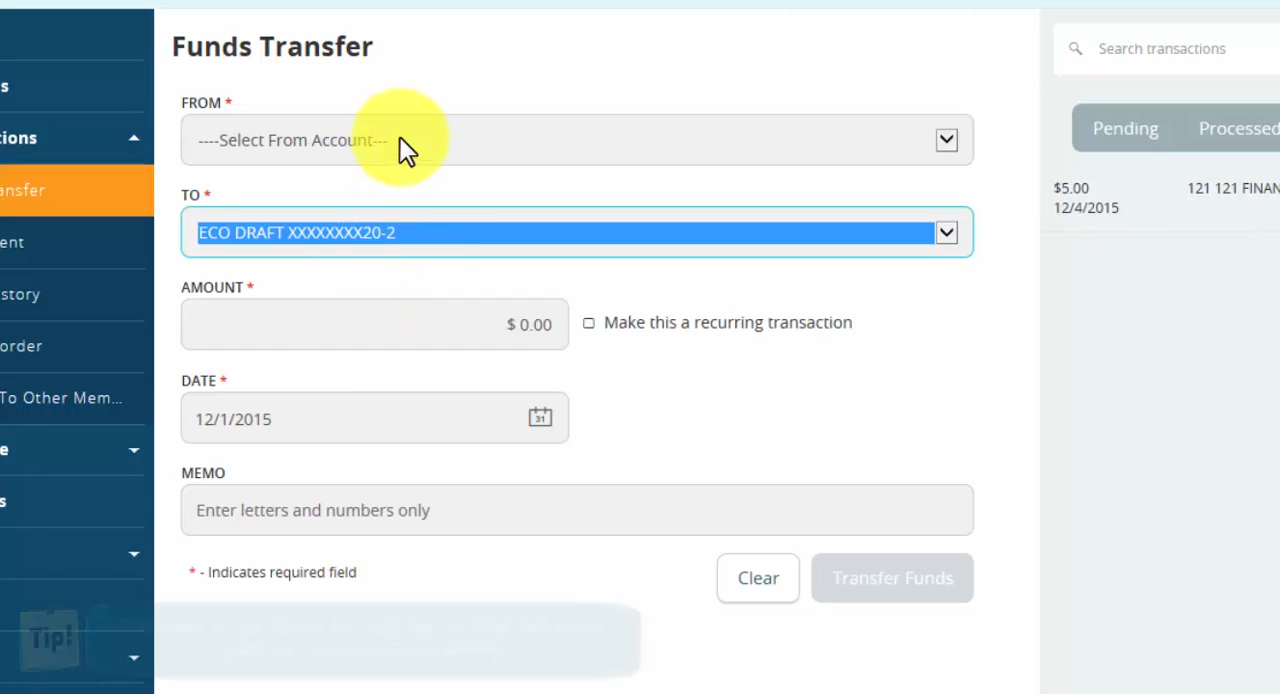 s
tions
ansfer
ent
story
order
To Other Mem...
e
s
Tip!
Funds Transfer
FROM *
----Select From Account---
TO *
ECO DRAFT XXXXXXXX20-2
AMOUNT *
$ 0.00
Make this a recurring transaction
DATE *
12/1/2015
31
MEMO
Enter letters and numbers only
* - Indicates required field
Clear
Transfer Funds
Search transactions
Pending Processed
$5.00 121 121 FINAN
12/4/2015